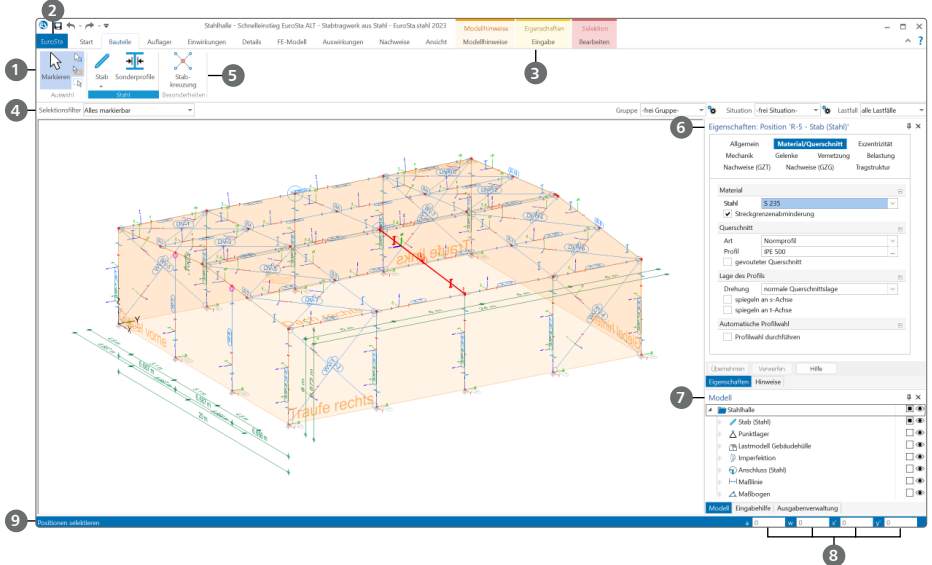 2
Stahlhalle - Schnelleinstieg EuroSta ALT - Stabtragwerk aus Stahl - EuroSta.stahl 2023
Modellhinweise Eigenschaften Selektion
EuroSta Start Bauteile Auflager Einwirkungen Details FE-Modell Auswirkungen Nachweise Ansicht Modellhinweise Eingabe Bearbeiten
1
Markieren Stab Sonderprofile Stab-
kreuzung
5
3
Auswahl Stahl Besonderheiten
4
Selektionsfilter Alles markierbar Gruppe -frei Gruppe- Situation -frei Situation- Lastfall alle Lastfälle
6
Eigenschaften: Position 'R-5 - Stab (Stahl)'
Allgemein Material/Querschnitt Exzentrizität
Mechanik Gelenke Vernetzung Belastung
Nachweise (GZT) Nachweise (GZG) Tragstruktur
Material
Stahl S 235
Streckgrenzenabminderung
Querschnitt
Art Normprofil
Profil IPE 500
gevouteter Querschnitt
Lage des Profils
Drehung normale Querschnittslage
spiegeln an s-Achse
spiegeln an t-Achse
Automatische Profilwahl
Profilwahl durchführen
Übernehmen Verwerfen Hilfe
Eigenschaften Hinweise
Traufe links
Y
X
Traufe rechts
7
Modell
Stahlhalle
Stab (Stahl)
Punktlager
Lastmodell Gebäudehülle
Imperfektion
Anschluss (Stahl)
Maßlinie
Maßbogen
Modell Eingabehilfe Ausgabenverwaltung
9
Positionen selektieren a 0 w 0 x' 0 y' 0
8